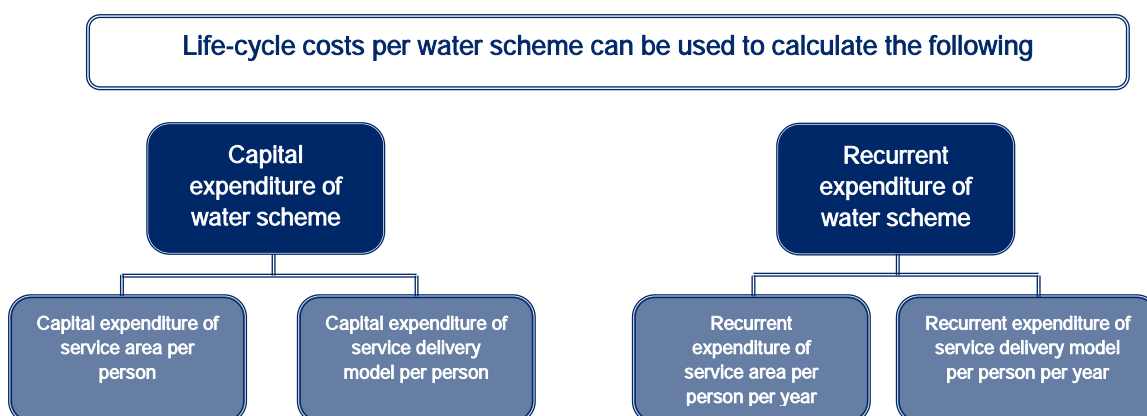 Life-cycle costs per water scheme can be used to calculate the following
Capital
expenditure of
water scheme
Recurrent
expenditure of
water scheme
Capital expenditure of
service area per
person
Capital expenditure of
service delivery
model per person
Recurrent
expenditure of
service area per
person per year
Recurrent expenditure of
service delivery model
per person per year